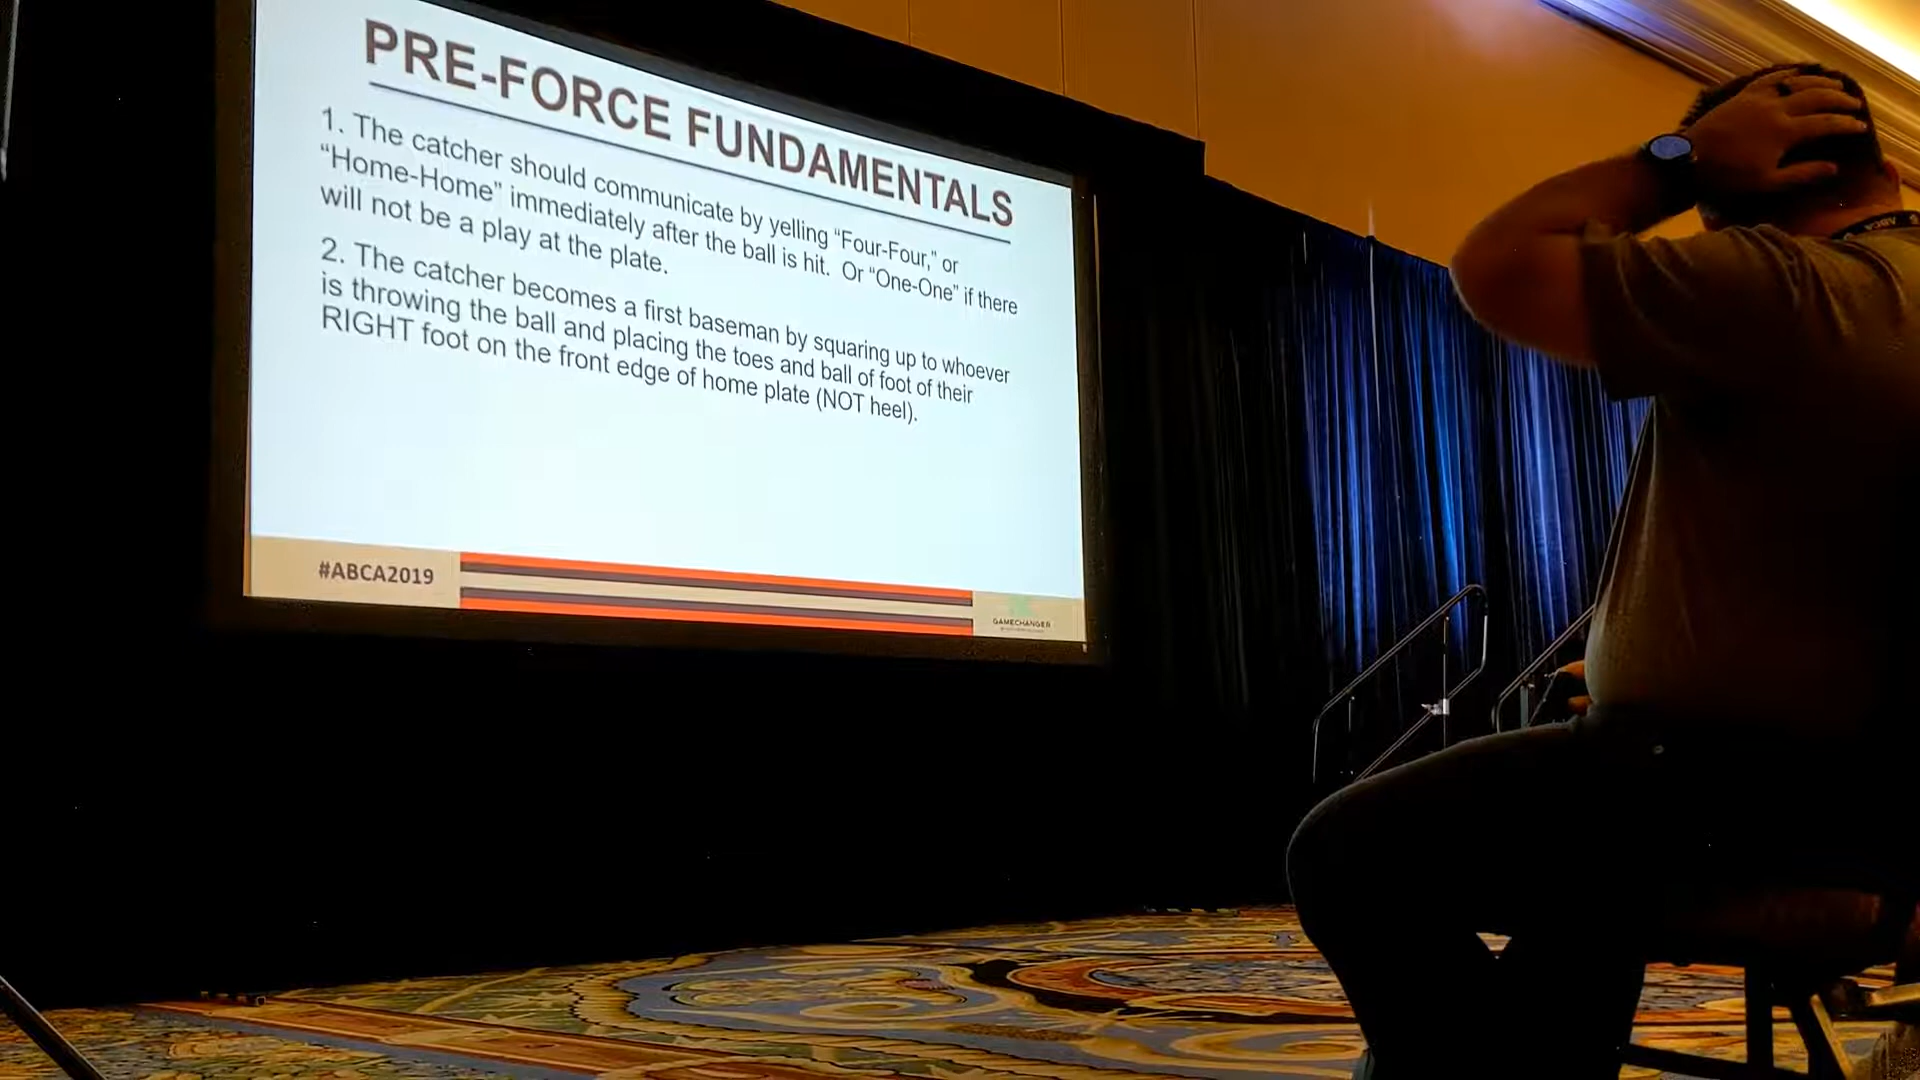 PRE-FORCE FUNDAMENTALS
1. The catcher should communicate by yelling “Four-Four,” or
“Home-Home” immediately after the ball is hit. Or “One-One” if there
will not be a play at the plate.
2. The catcher becomes a first baseman by squaring up to whoever
is throwing the ball and placing the toes and ball of foot of their
RIGHT foot on the front edge of home plate (NOT heel).
#ABCA2019
GAMECHANGER
ABCA